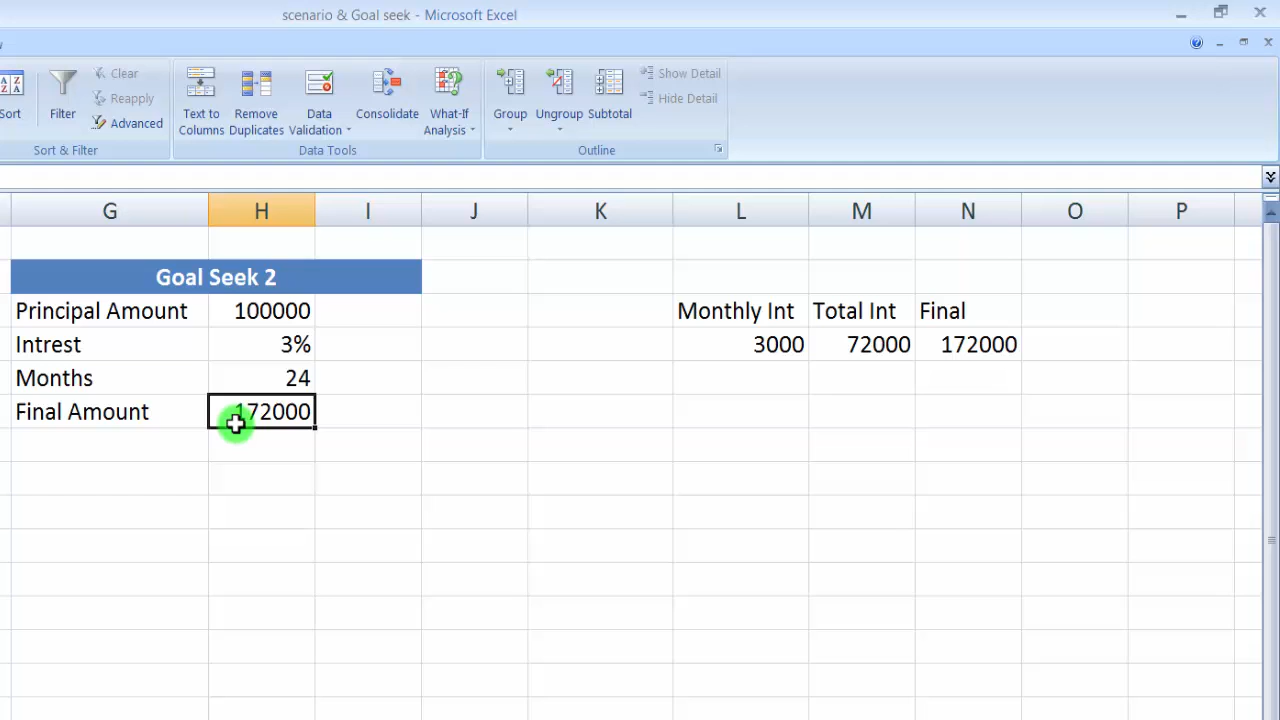 scenario & Goal seek - Microsoft Excel
Sort
Filter
Clear
Reapply
Advanced
Sort & Filter
Text to Columns
Remove Duplicates
Data Validation
Consolidate
What-If Analysis
Data Tools
Group
Ungroup
Subtotal
Show Detail
Hide Detail
Outline
G H I J K L M N O P
Goal Seek 2
Principal Amount 100000 Monthly Int Total Int Final
Intrest 3% 3000 72000 172000
Months 24
Final Amount 172000